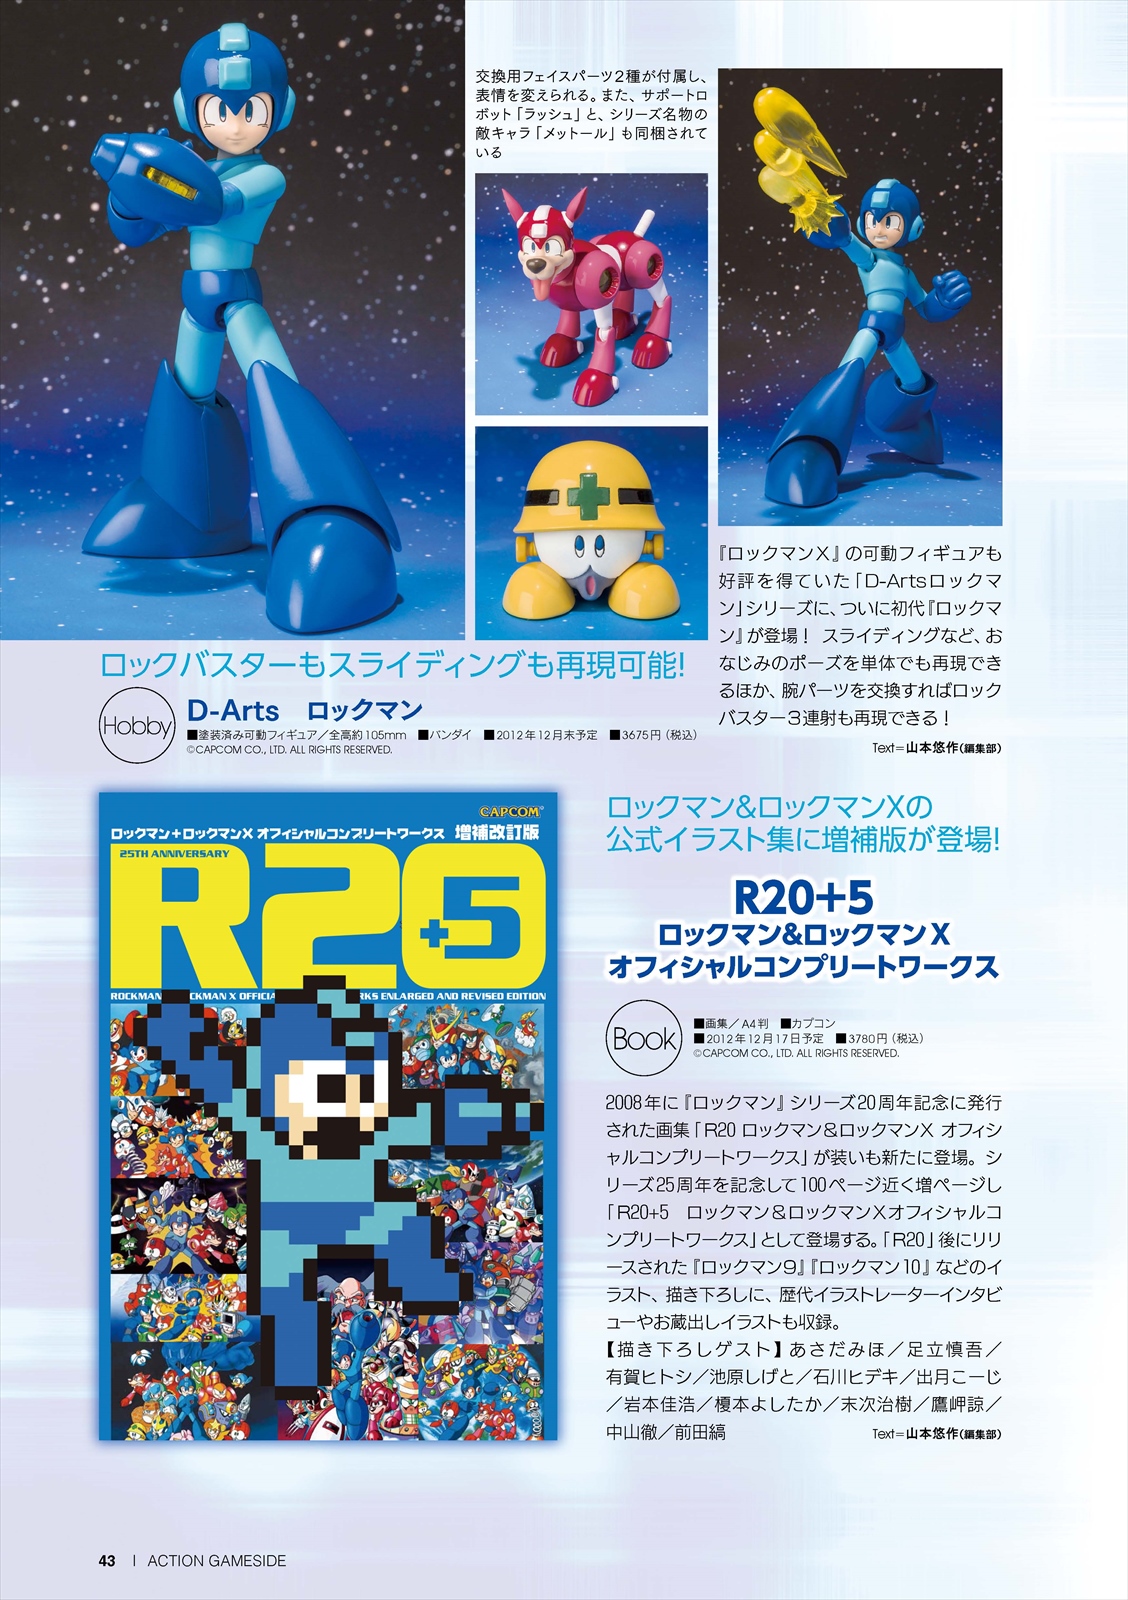 交換用フェイスパーツ2種が付属し、
表情を変えられる。また、サポートロ
ボット「ラッシュ」と、シリーズ名物の
敵キャラ「メットール」も同梱されて
いる
『ロックマンX』の可動フィギュアも
好評を得ていた「D-Artsロックマ
ン」シリーズに、ついに初代『ロックマ
ン』が登場！ スライディングなど、お
なじみのポーズを単体でも再現でき
るほか、腕パーツを交換すればロック
バスター３連射も再現できる！
Text=山本悠作(編集部)
ロックバスターもスライディングも再現可能!
Hobby
D-Arts　ロックマン
■塗装済み可動フィギュア／全高約105mm　■バンダイ　■2012年12月末予定　■3675円（税込）
©CAPCOM CO., LTD. ALL RIGHTS RESERVED.
CAPCOM
ロックマン+ロックマンX オフィシャルコンプリートワークス 増補改訂版
25TH ANNIVERSARY
R20+5
ROCKMAN
CKMAN X OFFICIA
RKS ENLARGED AND REVISED EDITION
ロックマン&ロックマンXの
公式イラスト集に増補版が登場!
R20+5
ロックマン&ロックマンX
オフィシャルコンプリートワークス
Book
■画集／A4判　■カプコン
■2012年12月17日予定　■3780円（税込）
©CAPCOM CO., LTD. ALL RIGHTS RESERVED.
2008年に『ロックマン』シリーズ20周年記念に発行
された画集「R20 ロックマン&ロックマンX オフィシ
ャルコンプリートワークス」が装いも新たに登場。シ
リーズ25周年を記念して100ページ近く増ページし
「R20+5　ロックマン&ロックマンXオフィシャルコ
ンプリートワークス」として登場する。「R20」後にリリ
ースされた『ロックマン9』『ロックマン10』などのイ
ラスト、描き下ろしに、歴代イラストレーターインタビ
ューやお蔵出しイラストも収録。
【描き下ろしゲスト】あさだみほ／足立慎吾／
有賀ヒトシ／池原しげと／石川ヒデキ／出月こーじ
／岩本佳浩／榎本よしたか／末次治樹／鷹岬諒／
中山徹／前田縞
Text=山本悠作(編集部)
43 | ACTION GAMESIDE